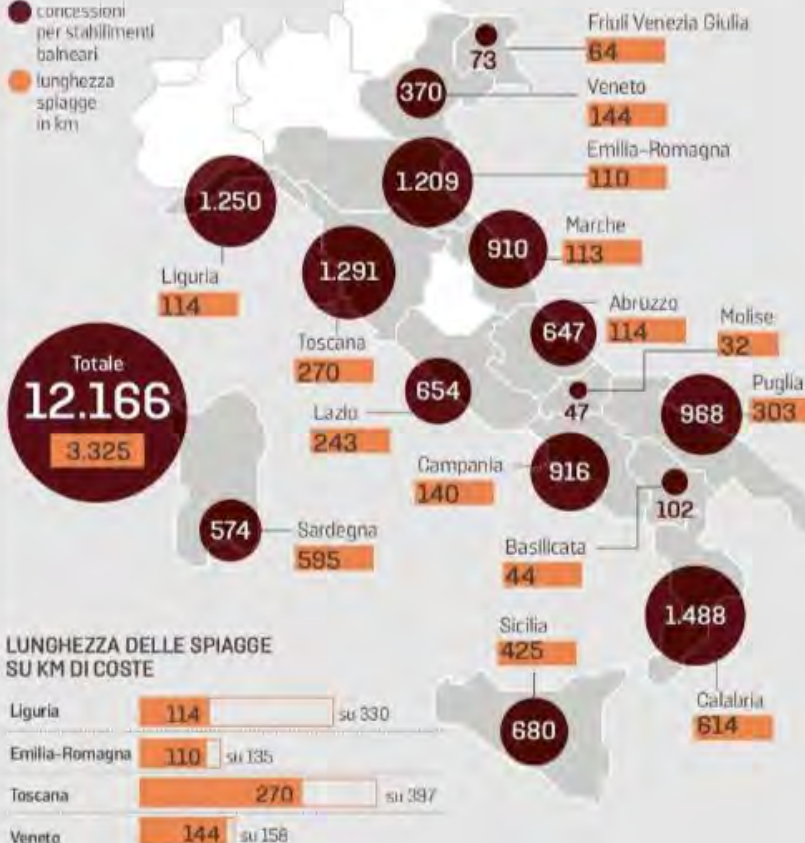 concessioni
per stabilimenti
balneari
lunghezza
spiagge
in km
Friuli Venezia Giulia
73
64
370
Veneto
144
Emilia-Romagna
1.209
110
1.250
Liguria
114
910
Marche
113
1.291
Toscana
270
647
Abruzzo
114
Molise
32
47
Totale
12.166
3.325
654
Lazio
243
968
Puglia
303
Campania
140
916
102
Basilicata
44
574
Sardegna
595
1.488
Calabria
614
Sicilia
425
680
LUNGHEZZA DELLE SPIAGGE
SU KM DI COSTE
Liguria 114 su 330
Emilia-Romagna 110 su 135
Toscana 270 su 397
Veneto 144 su 158